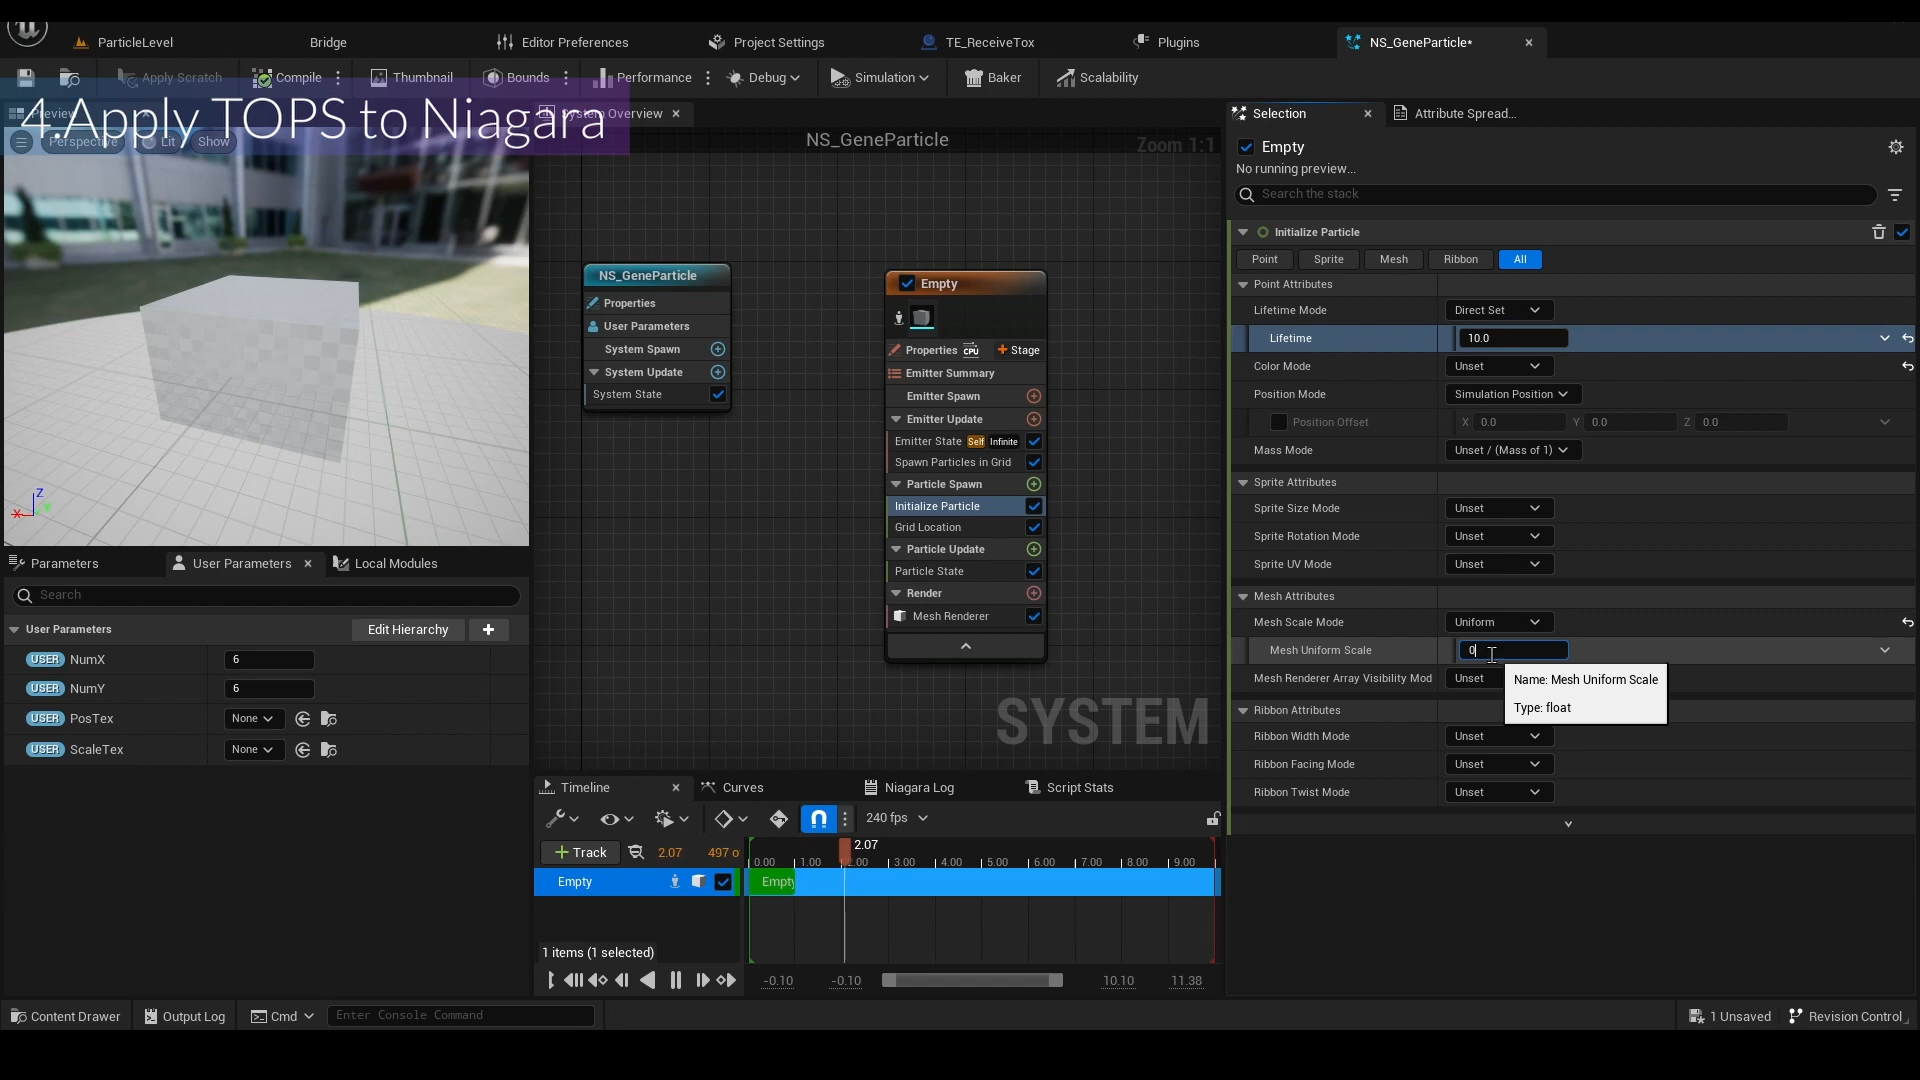 ParticleLevel
Bridge
Editor Preferences
Project Settings
TE_ReceiveTox
Plugins
NS_GeneParticle*
Apply Scratch
Compile
Thumbnail
Bounds
Performance
Debug
Simulation
Baker
Scalability
4.Apply TOPS to Niagara
Preview
System Overview
Selection
Attribute Spread...
Perspective
Lit
Show
NS_GeneParticle
Zoom 1:1
Empty
No running preview...
Search the stack
Initialize Particle
Point
Sprite
Mesh
Ribbon
All
Point Attributes
Lifetime Mode
Direct Set
Lifetime
10.0
Color Mode
Unset
Position Mode
Simulation Position
Position Offset
X 0.0
Y 0.0
Z 0.0
Mass Mode
Unset / (Mass of 1)
Sprite Attributes
Sprite Size Mode
Unset
Sprite Rotation Mode
Unset
Sprite UV Mode
Unset
Mesh Attributes
Mesh Scale Mode
Uniform
Mesh Uniform Scale
0
Mesh Renderer Array Visibility Mod
Unset
Name: Mesh Uniform Scale
Type: float
Ribbon Attributes
Ribbon Width Mode
Unset
Ribbon Facing Mode
Unset
Ribbon Twist Mode
Unset
NS_GeneParticle
Properties
User Parameters
System Spawn
System Update
System State
Empty
Properties
CPU
Stage
Emitter Summary
Emitter Spawn
Emitter Update
Emitter State Self Infinite
Spawn Particles in Grid
Particle Spawn
Initialize Particle
Grid Location
Particle Update
Particle State
Render
Mesh Renderer
SYSTEM
Z
X
Y
Parameters
User Parameters
Local Modules
Search
User Parameters
Edit Hierarchy
USER NumX
6
USER NumY
6
USER PosTex
None
USER ScaleTex
None
Timeline
Curves
Niagara Log
Script Stats
240 fps
Track
2.07
497 o
2.07
0.00 1.00 2.00 3.00 4.00 5.00 6.00 7.00 8.00 9.00
Empty
Empty
1 items (1 selected)
-0.10
-0.10
10.10
11.38
Content Drawer
Output Log
Cmd
Enter Console Command
1 Unsaved
Revision Control